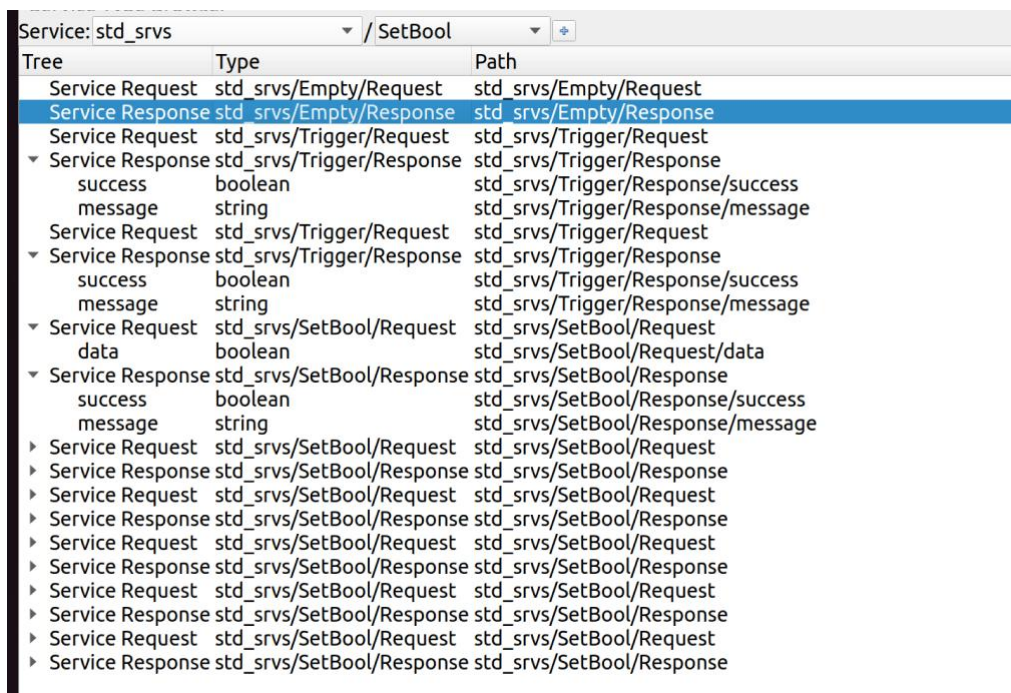 Service: std_srvs / SetBool
Tree Type Path
Service Request std_srvs/Empty/Request std_srvs/Empty/Request
Service Response std_srvs/Empty/Response std_srvs/Empty/Response
Service Request std_srvs/Trigger/Request std_srvs/Trigger/Request
Service Response std_srvs/Trigger/Response std_srvs/Trigger/Response
success boolean std_srvs/Trigger/Response/success
message string std_srvs/Trigger/Response/message
Service Request std_srvs/Trigger/Request std_srvs/Trigger/Request
Service Response std_srvs/Trigger/Response std_srvs/Trigger/Response
success boolean std_srvs/Trigger/Response/success
message string std_srvs/Trigger/Response/message
Service Request std_srvs/SetBool/Request std_srvs/SetBool/Request
data boolean std_srvs/SetBool/Request/data
Service Response std_srvs/SetBool/Response std_srvs/SetBool/Response
success boolean std_srvs/SetBool/Response/success
message string std_srvs/SetBool/Response/message
Service Request std_srvs/SetBool/Request std_srvs/SetBool/Request
Service Response std_srvs/SetBool/Response std_srvs/SetBool/Response
Service Request std_srvs/SetBool/Request std_srvs/SetBool/Request
Service Response std_srvs/SetBool/Response std_srvs/SetBool/Response
Service Request std_srvs/SetBool/Request std_srvs/SetBool/Request
Service Response std_srvs/SetBool/Response std_srvs/SetBool/Response
Service Request std_srvs/SetBool/Request std_srvs/SetBool/Request
Service Response std_srvs/SetBool/Response std_srvs/SetBool/Response
Service Request std_srvs/SetBool/Request std_srvs/SetBool/Request
Service Response std_srvs/SetBool/Response std_srvs/SetBool/Response